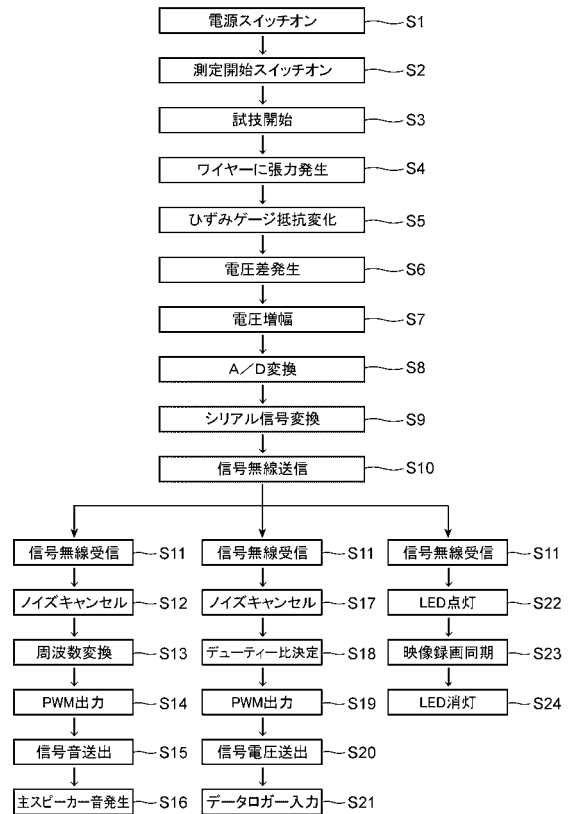 電源スイッチオン S1
測定開始スイッチオン S2
試技開始 S3
ワイヤーに張力発生 S4
ひずみゲージ抵抗変化 S5
電圧差発生 S6
電圧増幅 S7
A/D変換 S8
シリアル信号変換 S9
信号無線送信 S10
信号無線受信 S11 信号無線受信 S11 信号無線受信 S11
ノイズキャンセル S12 ノイズキャンセル S17 LED点灯 S22
周波数変換 S13 デューティー比決定 S18 映像録画同期 S23
PWM出力 S14 PWM出力 S19 LED消灯 S24
信号音送出 S15 信号電圧送出 S20
主スピーカー音発生 S16 データロガー入力 S21